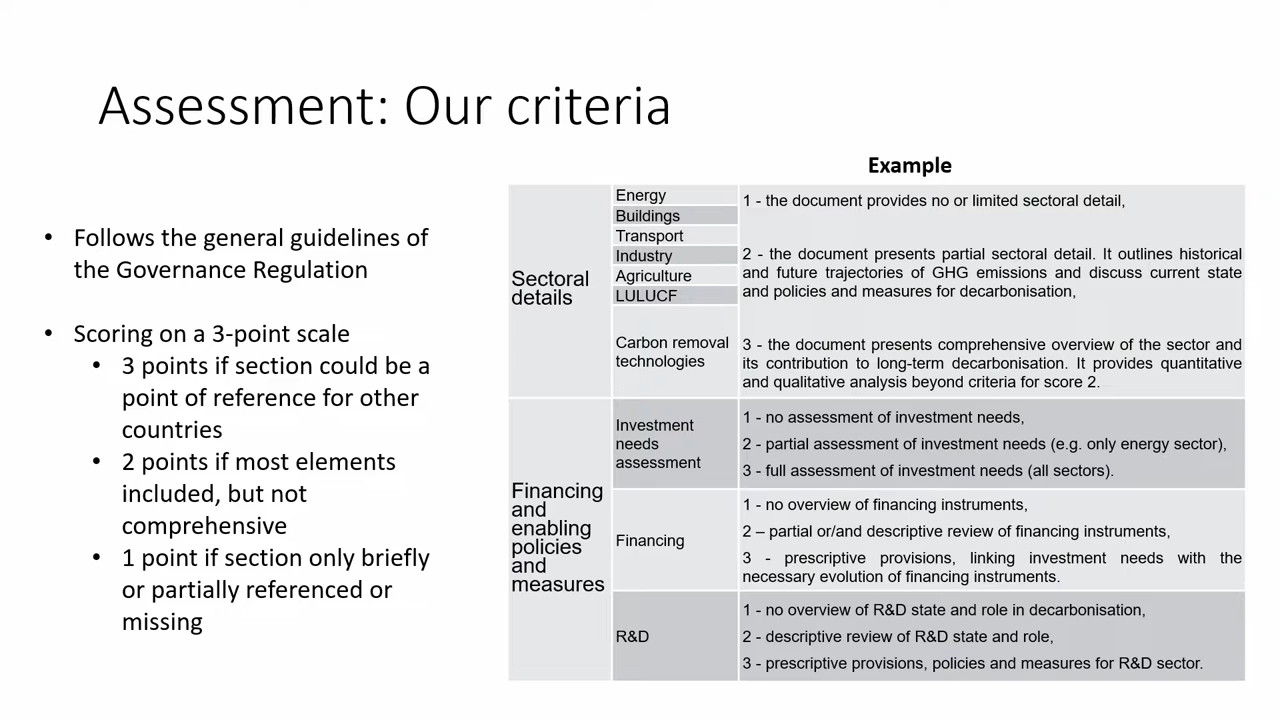 Assessment: Our criteria
• Follows the general guidelines of
the Governance Regulation
• Scoring on a 3-point scale
• 3 points if section could be a
point of reference for other
countries
• 2 points if most elements
included, but not
comprehensive
• 1 point if section only briefly
or partially referenced or
missing
Example
Sectoral
details
Energy
Buildings
Transport
Industry
Agriculture
LULUCF
Carbon removal
technologies
1 - the document provides no or limited sectoral detail,
2 - the document presents partial sectoral detail. It outlines historical
and future trajectories of GHG emissions and discuss current state
and policies and measures for decarbonisation,
3 - the document presents comprehensive overview of the sector and
its contribution to long-term decarbonisation. It provides quantitative
and qualitative analysis beyond criteria for score 2.
Financing
and
enabling
policies
and
measures
Investment
needs
assessment
1 - no assessment of investment needs,
2 - partial assessment of investment needs (e.g. only energy sector),
3 - full assessment of investment needs (all sectors).
Financing
1 - no overview of financing instruments,
2 – partial or/and descriptive review of financing instruments,
3 - prescriptive provisions, linking investment needs with the
necessary evolution of financing instruments.
R&D
1 - no overview of R&D state and role in decarbonisation,
2 - descriptive review of R&D state and role,
3 - prescriptive provisions, policies and measures for R&D sector.